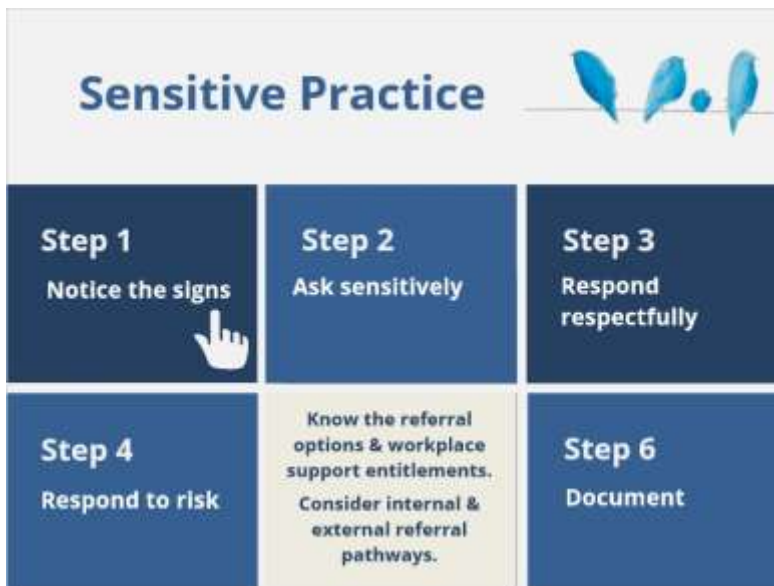 Sensitive Practice
Step 1
Notice the signs
Step 2
Ask sensitively
Step 3
Respond
respectfully
Step 4
Respond to risk
Know the referral
options & workplace
support entitlements.
Consider internal &
external referral
pathways.
Step 6
Document